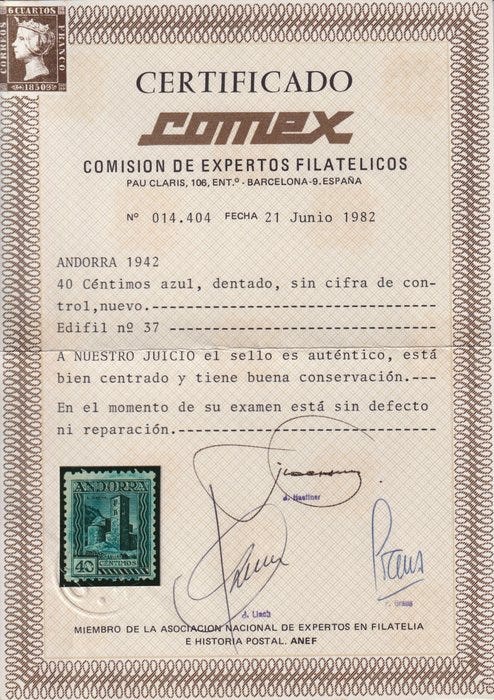 6 CUARTOS
CORREOS
FRANCO
1850
CERTIFICADO
comex
COMISION DE EXPERTOS FILATELICOS
PAU CLARIS, 106, ENT.º - BARCELONA-9. ESPAÑA
Nº 014.404 FECHA 21 Junio 1982
ANDORRA 1942
40 Céntimos azul, dentado, sin cifra de con-
trol,nuevo.-----------------------------
Edifil nº 37 ---------------------------
A NUESTRO JUICIO el sello es auténtico, está
bien centrado y tiene buena conservación.---
En el momento de su examen está sin defecto
ni reparación.--------------------------
ANDORRA
40 CÉNTIMOS
J. Llach
P. Graus
MIEMBRO DE LA ASOCIACION NACIONAL DE EXPERTOS EN FILATELIA
E HISTORIA POSTAL. ANEF